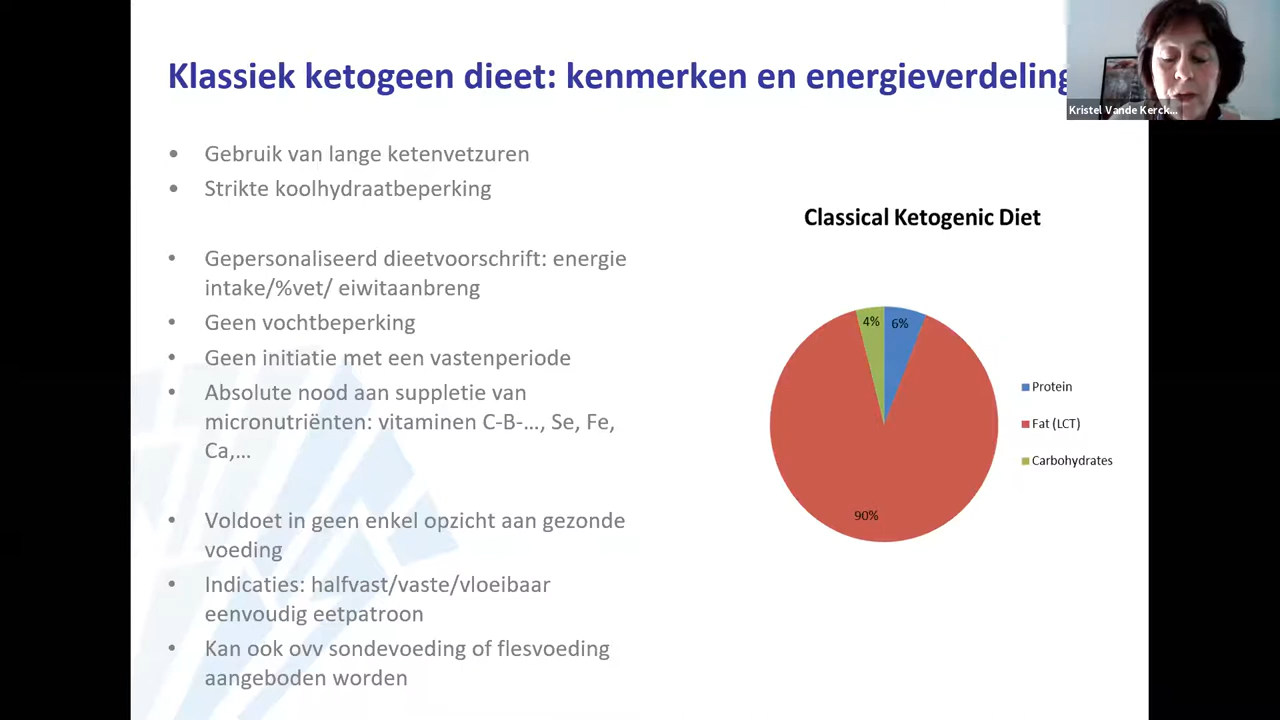 Klassiek ketogeen dieet: kenmerken en energieverdeling
Kristel Vande Kerck...
• Gebruik van lange ketenvetzuren
• Strikte koolhydraatbeperking
• Gepersonaliseerd dieetvoorschrift: energie
intake/%vet/ eiwitaanbreng
• Geen vochtbeperking
• Geen initiatie met een vastenperiode
• Absolute nood aan suppletie van
micronutriënten: vitaminen C-B-…, Se, Fe,
Ca,…
• Voldoet in geen enkel opzicht aan gezonde
voeding
• Indicaties: halfvast/vaste/vloeibaar
eenvoudig eetpatroon
• Kan ook ovv sondevoeding of flesvoeding
aangeboden worden
Classical Ketogenic Diet
4%
6%
90%
Protein
Fat (LCT)
Carbohydrates